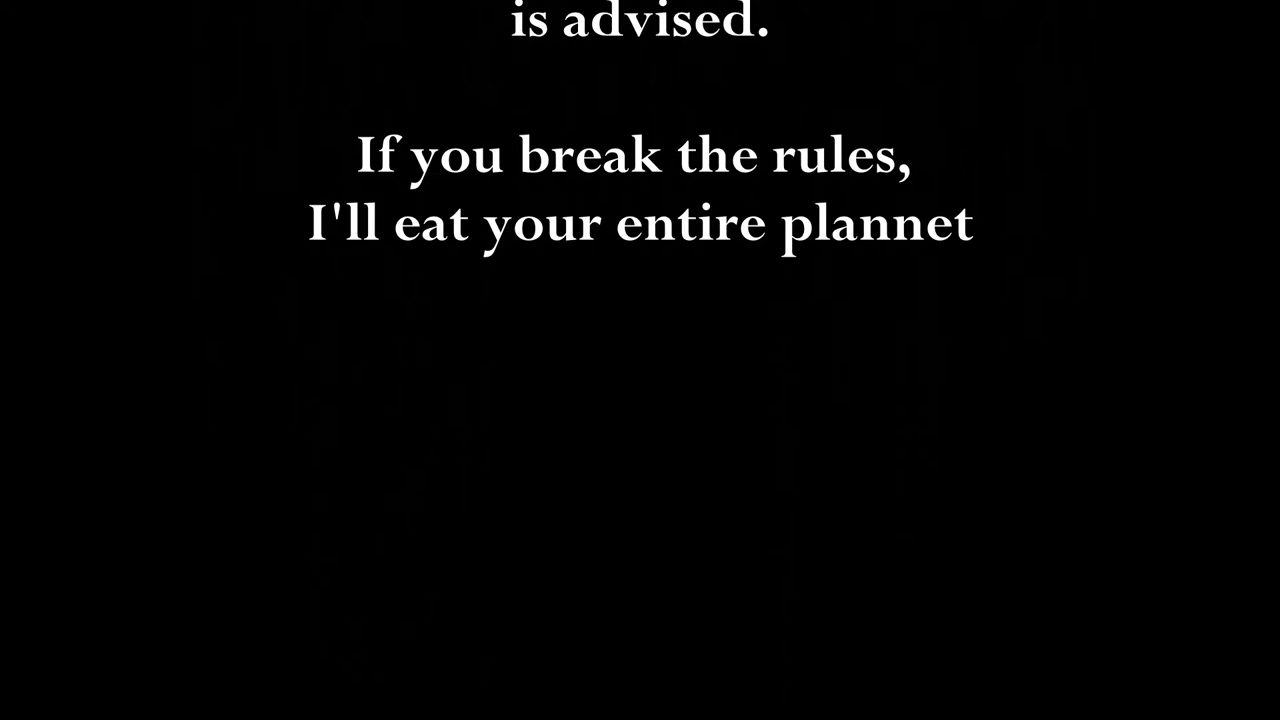 is advised.
If you break the rules,
I'll eat your entire plannet